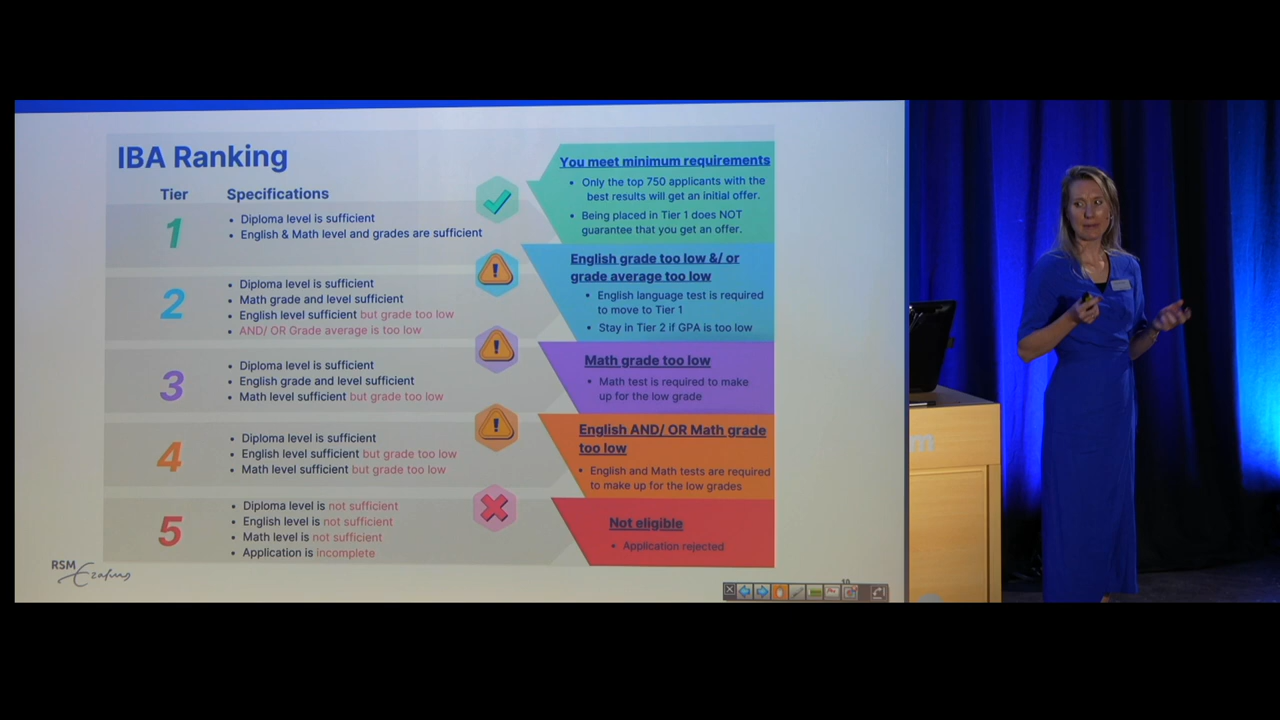 IBA Ranking
Tier
Specifications
1
• Diploma level is sufficient
• English & Math level and grades are sufficient
You meet minimum requirements
• Only the top 750 applicants with the
best results will get an initial offer.
• Being placed in Tier 1 does NOT
guarantee that you get an offer.
2
• Diploma level is sufficient
• Math grade and level sufficient
• English level sufficient but grade too low
• AND/ OR Grade average is too low
English grade too low &/ or
grade average too low
• English language test is required
to move to Tier 1
• Stay in Tier 2 if GPA is too low
3
• Diploma level is sufficient
• English grade and level sufficient
• Math level sufficient but grade too low
Math grade too low
• Math test is required to make
up for the low grade
4
• Diploma level is sufficient
• English level sufficient but grade too low
• Math level sufficient but grade too low
English AND/ OR Math grade
too low
• English and Math tests are required
to make up for the low grades
5
• Diploma level is not sufficient
• English level is not sufficient
• Math level is not sufficient
• Application is incomplete
Not eligible
• Application rejected
RSM
Erasmus